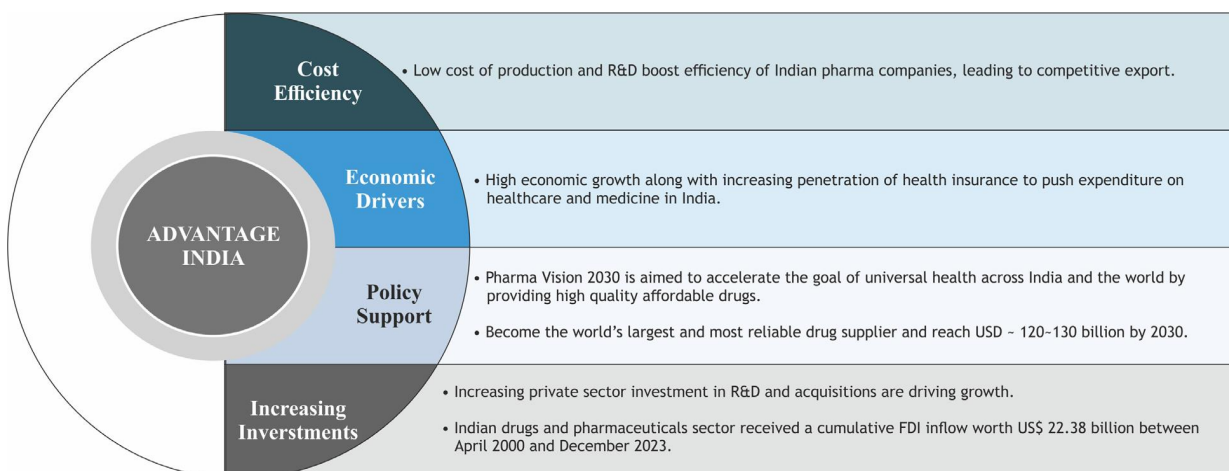 Cost
Efficiency
• Low cost of production and R&D boost efficiency of Indian pharma companies, leading to competitive export.
Economic
Drivers
• High economic growth along with increasing penetration of health insurance to push expenditure on
healthcare and medicine in India.
ADVANTAGE
INDIA
Policy
Support
• Pharma Vision 2030 is aimed to accelerate the goal of universal health across India and the world by
providing high quality affordable drugs.
• Become the world’s largest and most reliable drug supplier and reach USD ~ 120~130 billion by 2030.
Increasing
Inverstments
• Increasing private sector investment in R&D and acquisitions are driving growth.
• Indian drugs and pharmaceuticals sector received a cumulative FDI inflow worth US$ 22.38 billion between
April 2000 and December 2023.